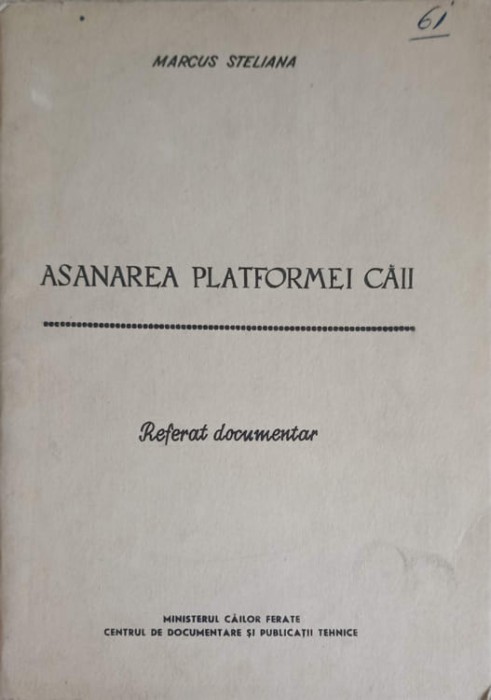 61
MARCUS STELIANA
ASANAREA PLATFORMEI CĂII
Referat documentar
MINISTERUL CĂILOR FERATE
CENTRUL DE DOCUMENTARE ȘI PUBLICAȚII TEHNICE